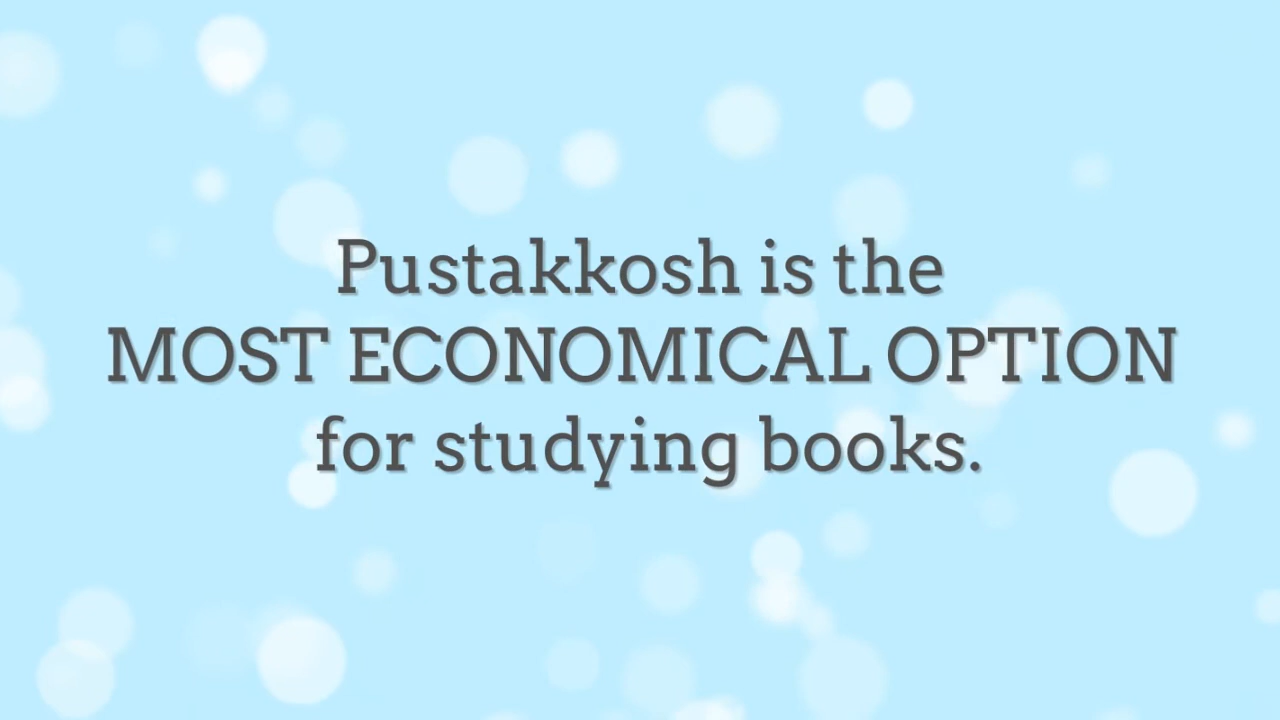 Pustakkosh is the
MOST ECONOMICAL OPTION
for studying books.